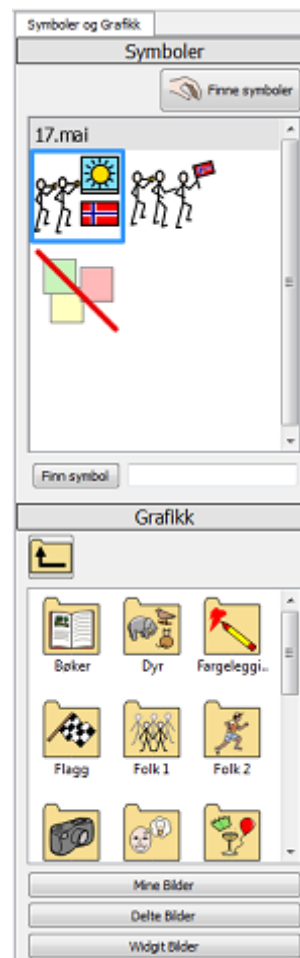 Symboler og Grafikk
Symboler
Finne symboler
17.mai
Finn symbol
Grafikk
Bøker Dyr Fargeleggi..
Flagg Folk 1 Folk 2
Mine Bilder
Delte Bilder
Widgit Bilder